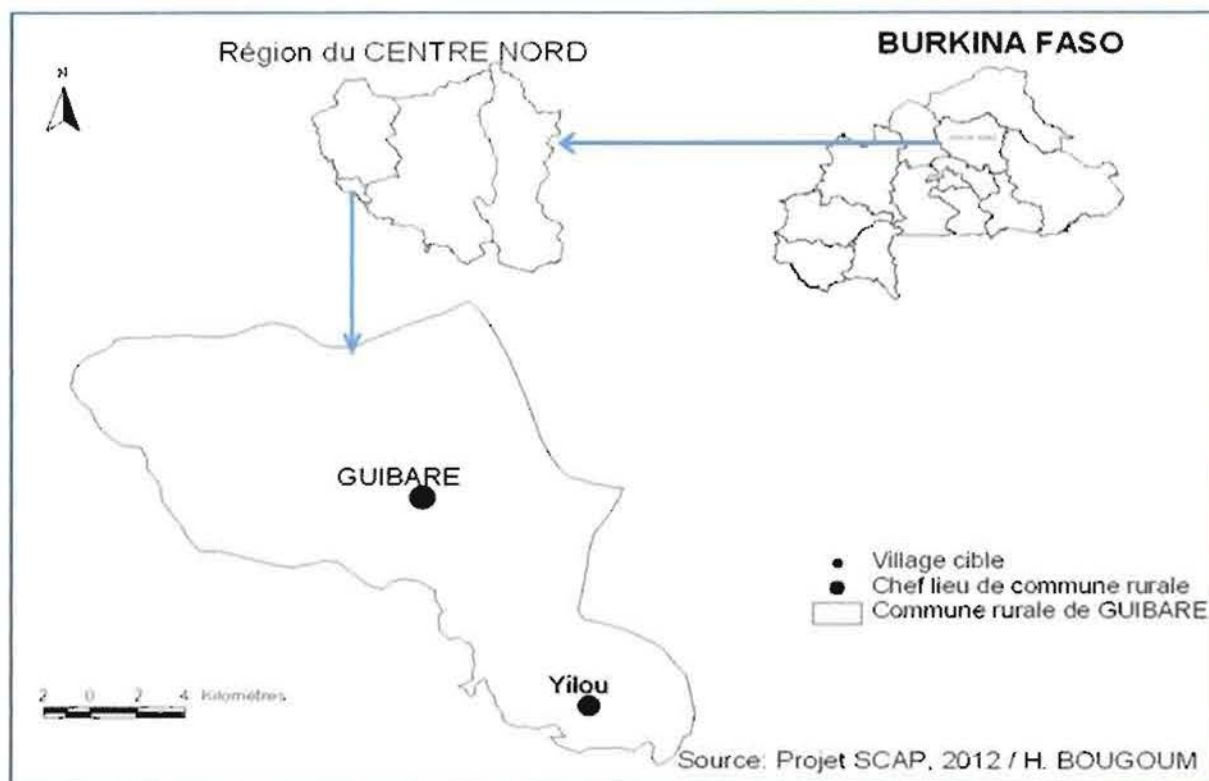 Région du CENTRE NORD
BURKINA FASO
N
GUIBARE
Village cible
Chef lieu de commune rurale
Commune rurale de GUIBARE
Yilou
2 0 2 4 Kilomètres
Source: Projet SCAP, 2012 / H. BOUGOUM